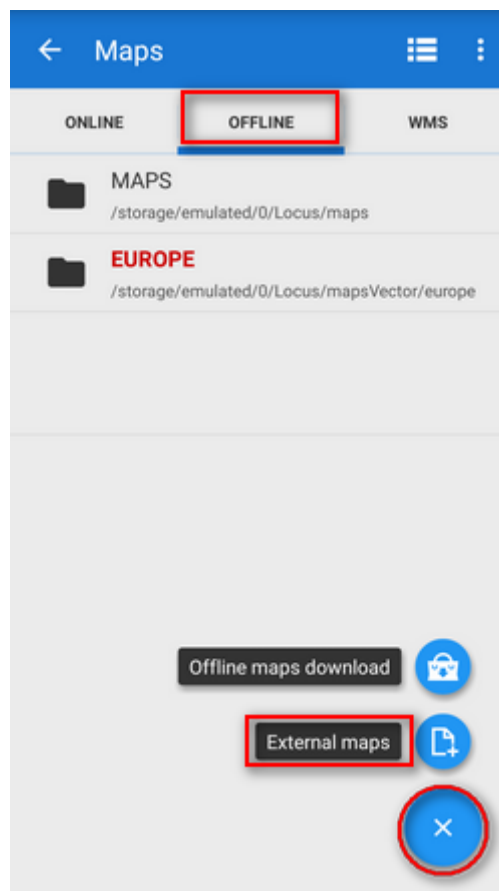 Maps
ONLINE OFFLINE WMS
MAPS
/storage/emulated/0/Locus/maps
EUROPE
/storage/emulated/0/Locus/mapsVector/europe
Offline maps download
External maps